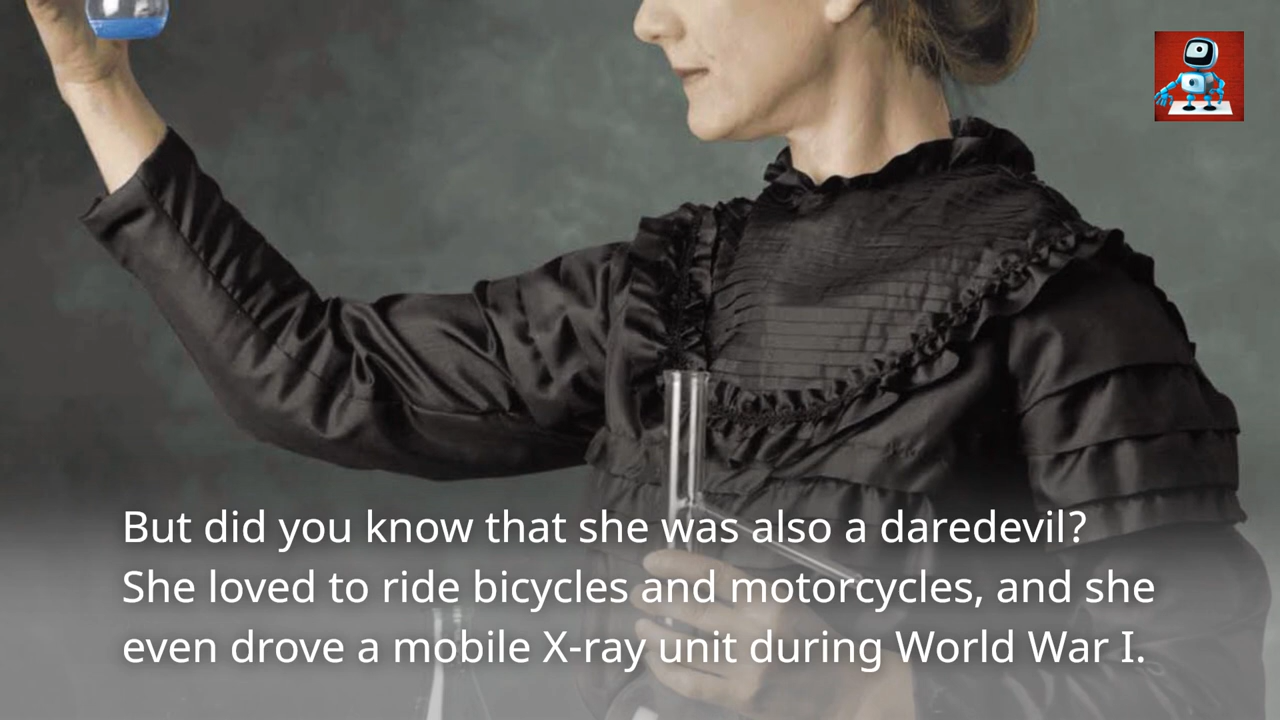 But did you know that she was also a daredevil?
She loved to ride bicycles and motorcycles, and she
even drove a mobile X-ray unit during World War I.